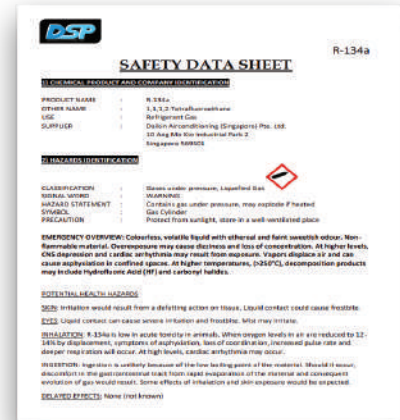 DSP
R-134a
SAFETY DATA SHEET
1) CHEMICAL PRODUCT AND COMPANY IDENTIFICATION
PRODUCT NAME : R-134a
OTHER NAME : 1,1,1,2-Tetrafluoroethane
USE : Refrigerant Gas
SUPPLIER : Daikin Airconditioning (Singapore) Pte. Ltd.
10 Ang Mo Kio Industrial Park 2
Singapore 569501
2) HAZARDS IDENTIFICATION
CLASSIFICATION : Gases under pressure, Liquefied Gas
SIGNAL WORD : WARNING
HAZARD STATEMENT : Contains gas under pressure, may explode if heated
SYMBOL : Gas Cylinder
PRECAUTION : Protect from sunlight, store in a well-ventilated place
EMERGENCY OVERVIEW: Colourless, volatile liquid with ethereal and faint sweetish odour. Non-
flammable material. Overexposure may cause dizziness and loss of concentration. At higher levels,
CNS depression and cardiac arrhythmia may result from exposure. Vapors displace air and can
cause asphyxiation in confined spaces. At higher temperatures, (>250°C), decomposition products
may include Hydrofluoric Acid (HF) and carbonyl halides.
POTENTIAL HEALTH HAZARDS
SKIN: Irritation would result from a defatting action on tissue. Liquid contact could cause frostbite.
EYES: Liquid contact can cause severe irritation and frostbite. Mist may irritate.
INHALATION: R-134a is low in acute toxicity in animals. When oxygen levels in air are reduced to 12-
14% by displacement, symptoms of asphyxiation, loss of coordination, increased pulse rate and
deeper respiration will occur. At high levels, cardiac arrhythmia may occur.
INGESTION: Ingestion is unlikely because of the low boiling point of the material. Should it occur,
discomfort in the gastrointestinal tract from rapid evaporation of the material and consequent
evolution of gas would result. Some effects of inhalation and skin exposure would be expected.
DELAYED EFFECTS: None (not known)